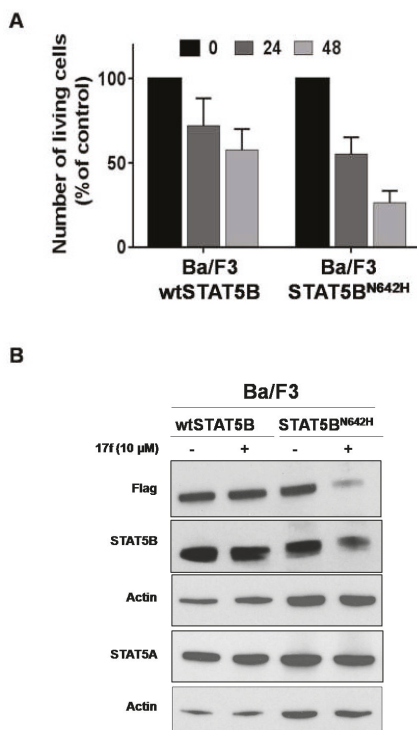 A
0 24 48
Number of living cells
(% of control)
100
50
0
Ba/F3 Ba/F3
wtSTAT5B STAT5B^N642H
B
Ba/F3
wtSTAT5B STAT5B^N642H
17f (10 µM) - + - +
Flag
STAT5B
Actin
STAT5A
Actin